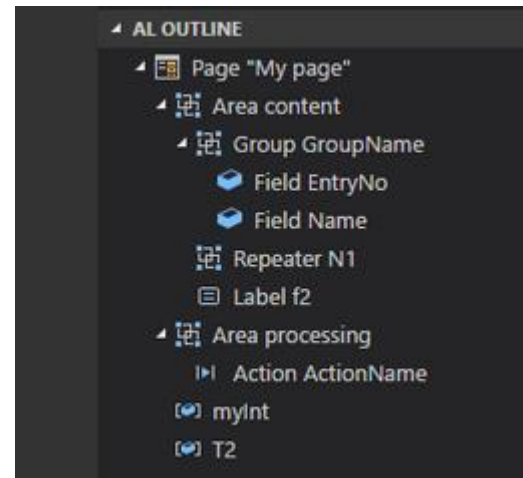 AL OUTLINE
Page "My page"
Area content
Group GroupName
Field EntryNo
Field Name
Repeater N1
Label f2
Area processing
Action ActionName
myInt
T2